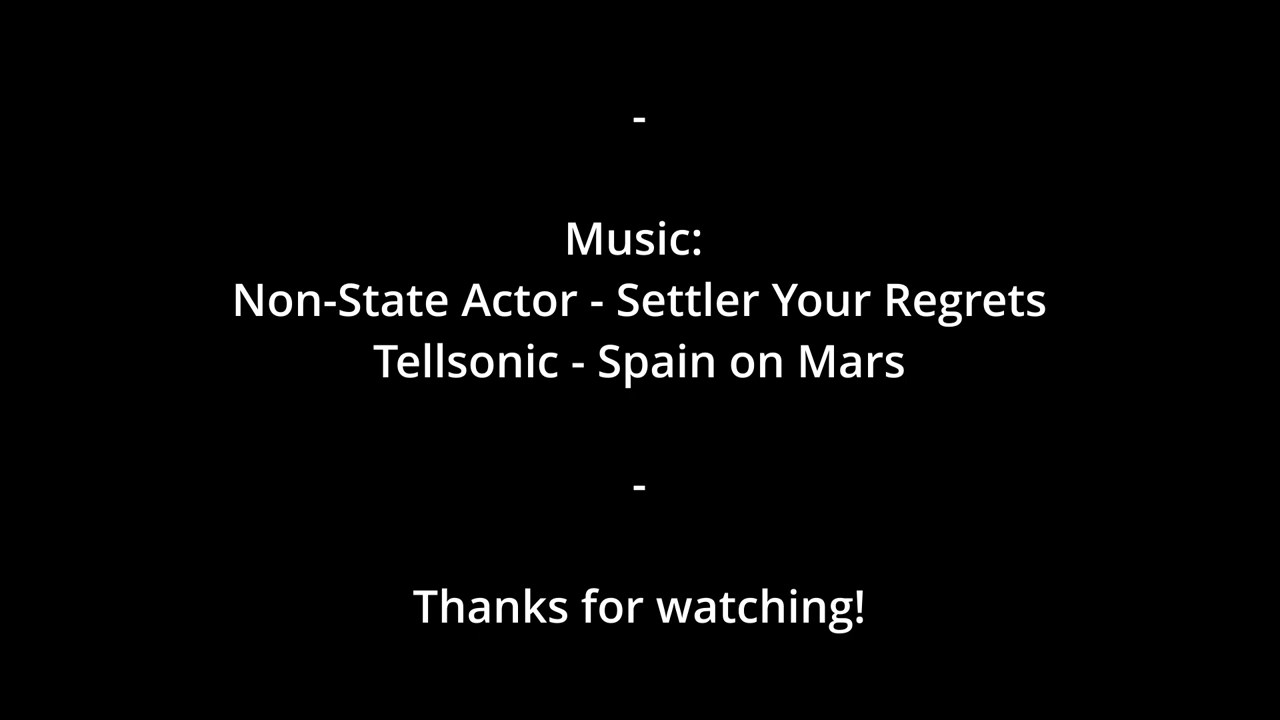 -
Music:
Non-State Actor - Settler Your Regrets
Tellsonic - Spain on Mars
-
Thanks for watching!